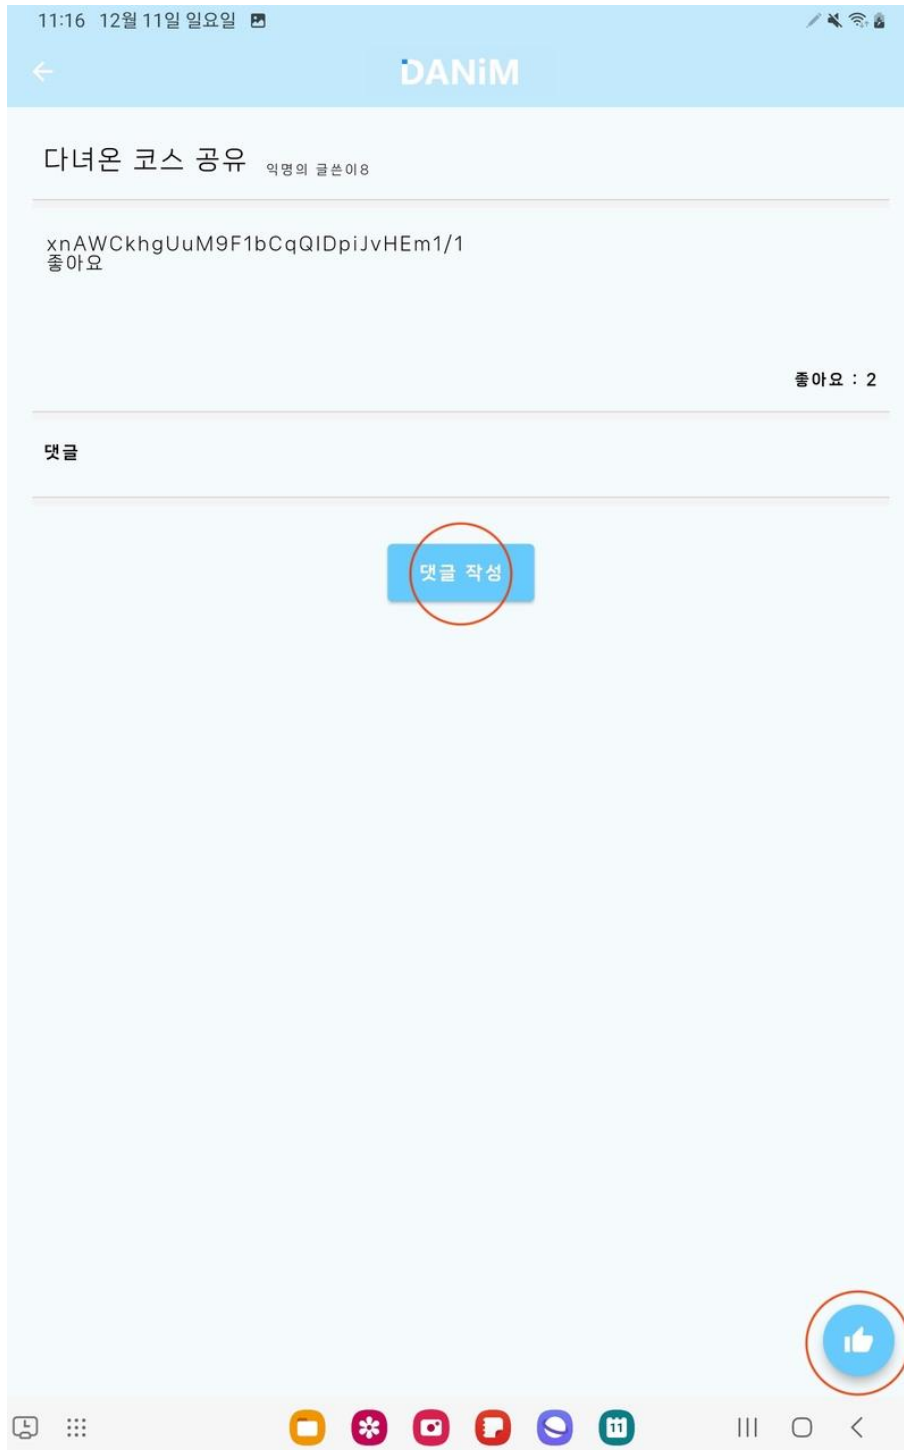 11:16 12월 11일 일요일
DANiM
다녀온 코스 공유 익명의 글쓴이8
xnAWCkhgUuM9F1bCqQIDpiJvHEm1/1
좋아요
좋아요 : 2
댓글
댓글 작성
11